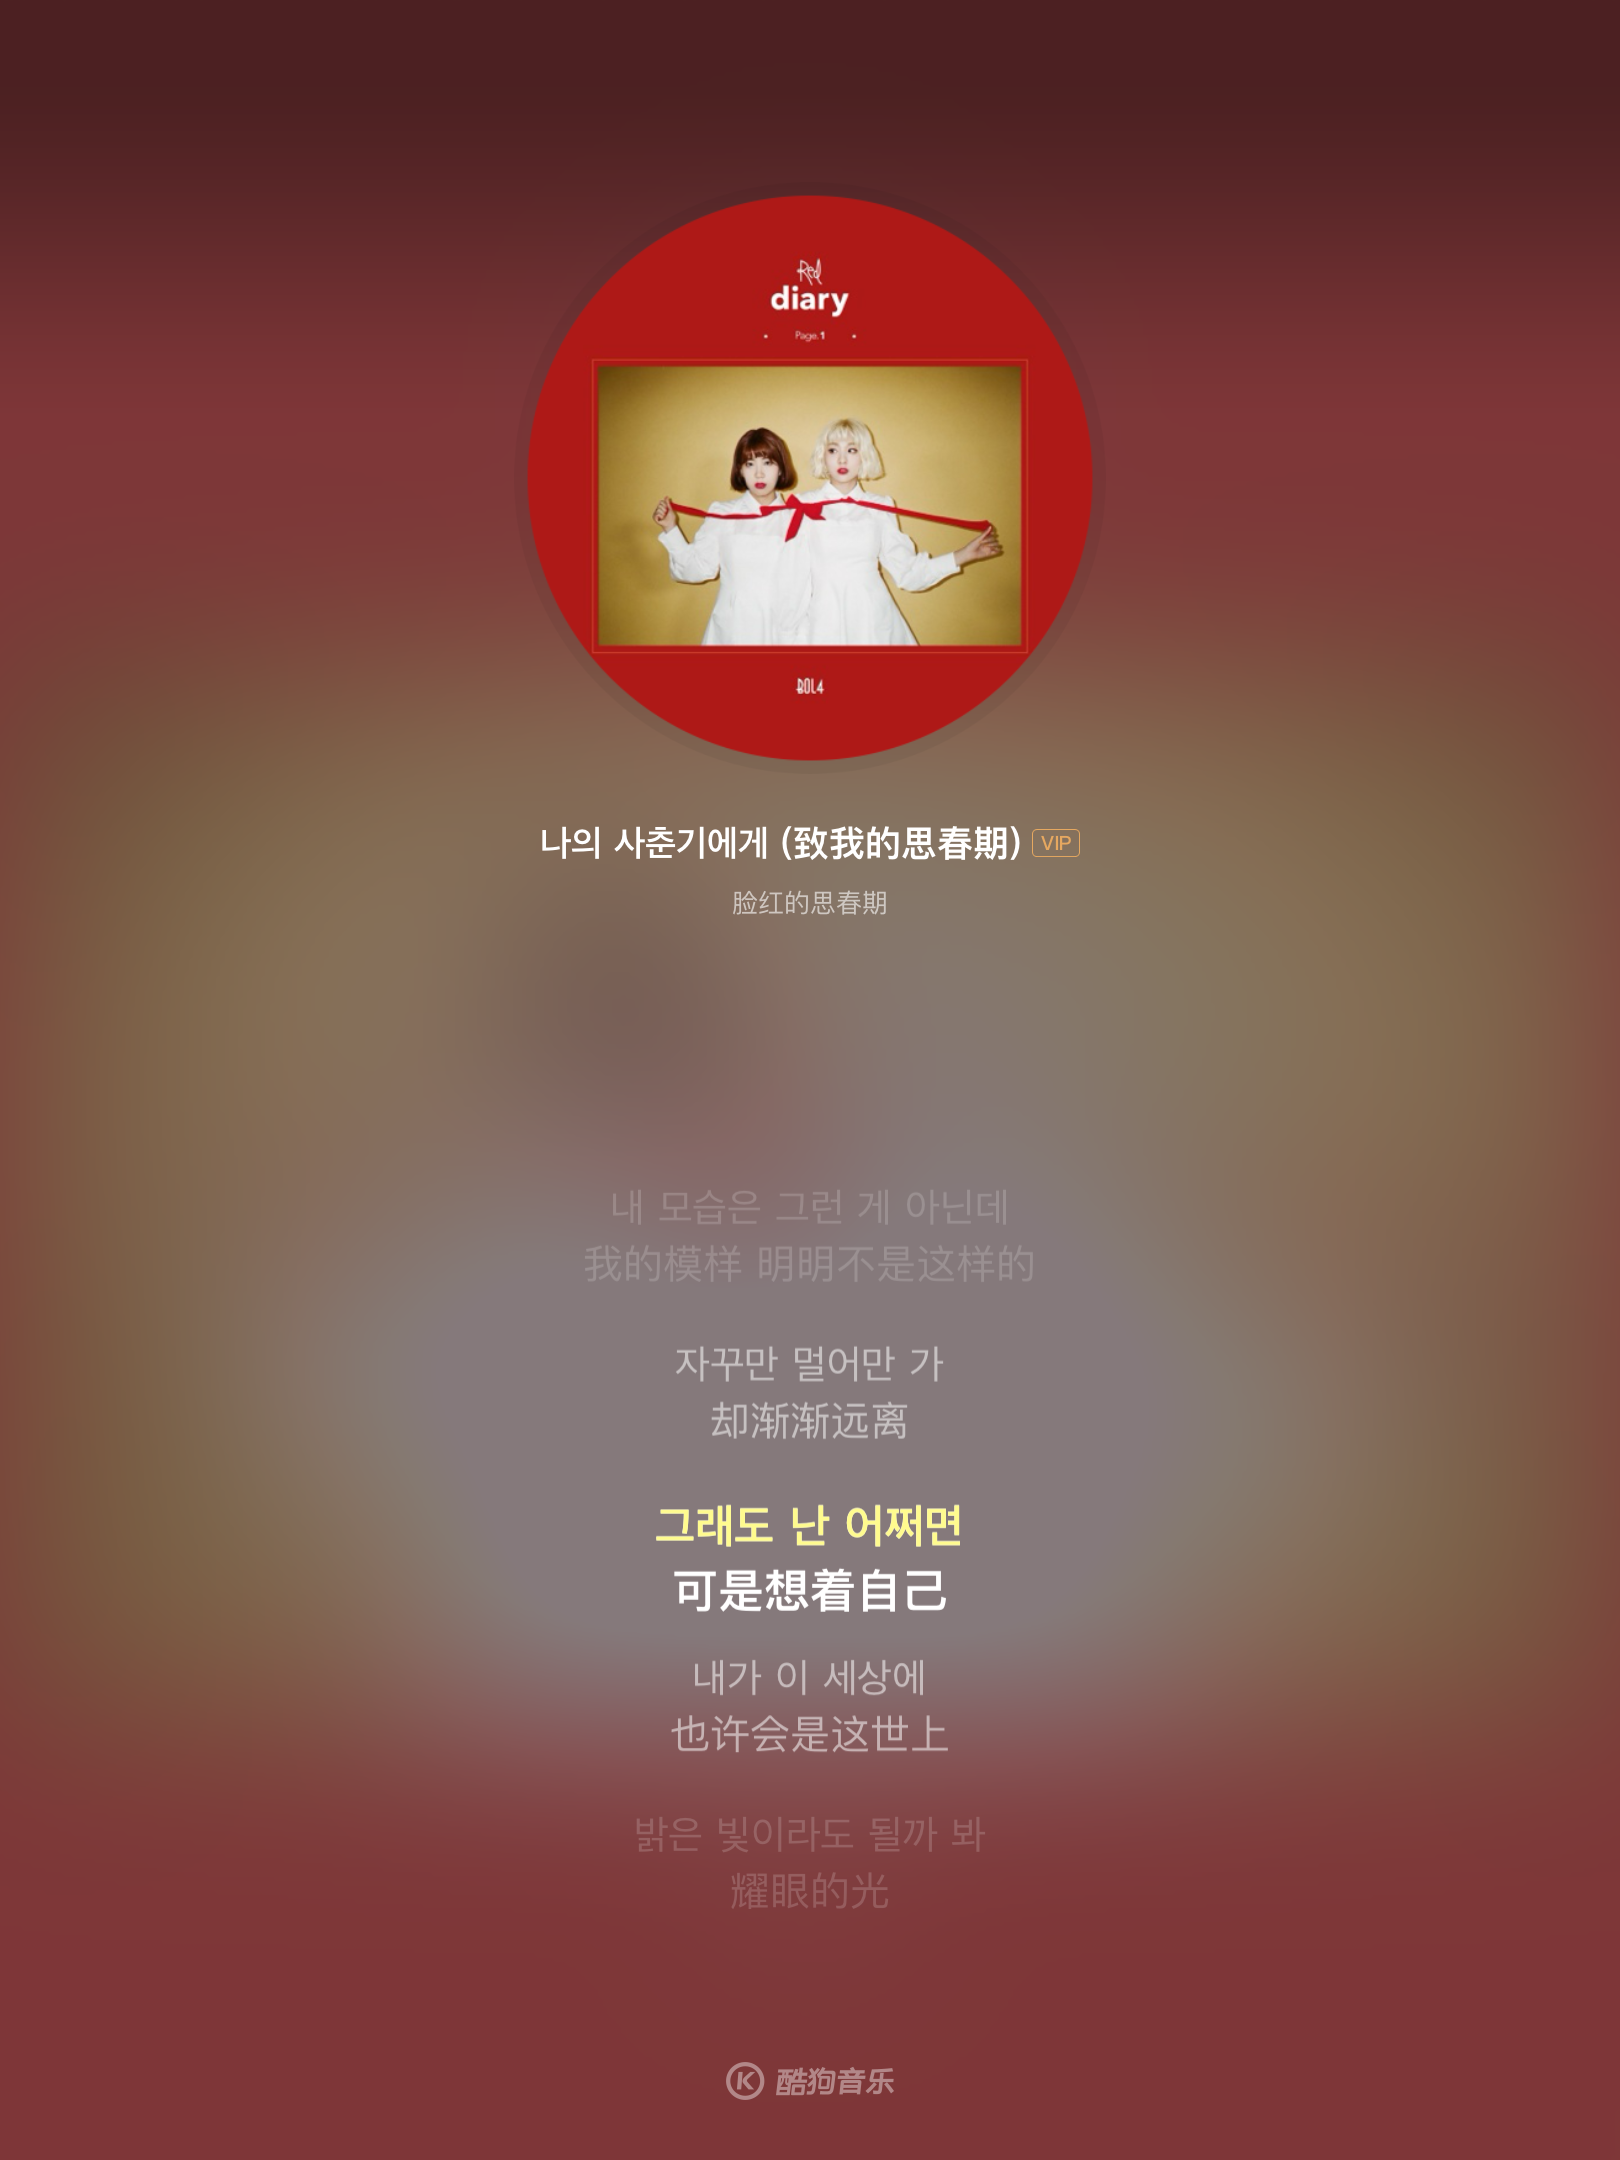 Red
diary
• Page.1 •
BOL4
나의 사춘기에게 (致我的思春期) VIP
脸红的思春期
내 모습은 그런 게 아닌데
我的模样 明明不是这样的
자꾸만 멀어만 가
却渐渐远离
그래도 난 어쩌면
可是想着自己
내가 이 세상에
也许会是这世上
밝은 빛이라도 될까 봐
耀眼的光
K 酷狗音乐